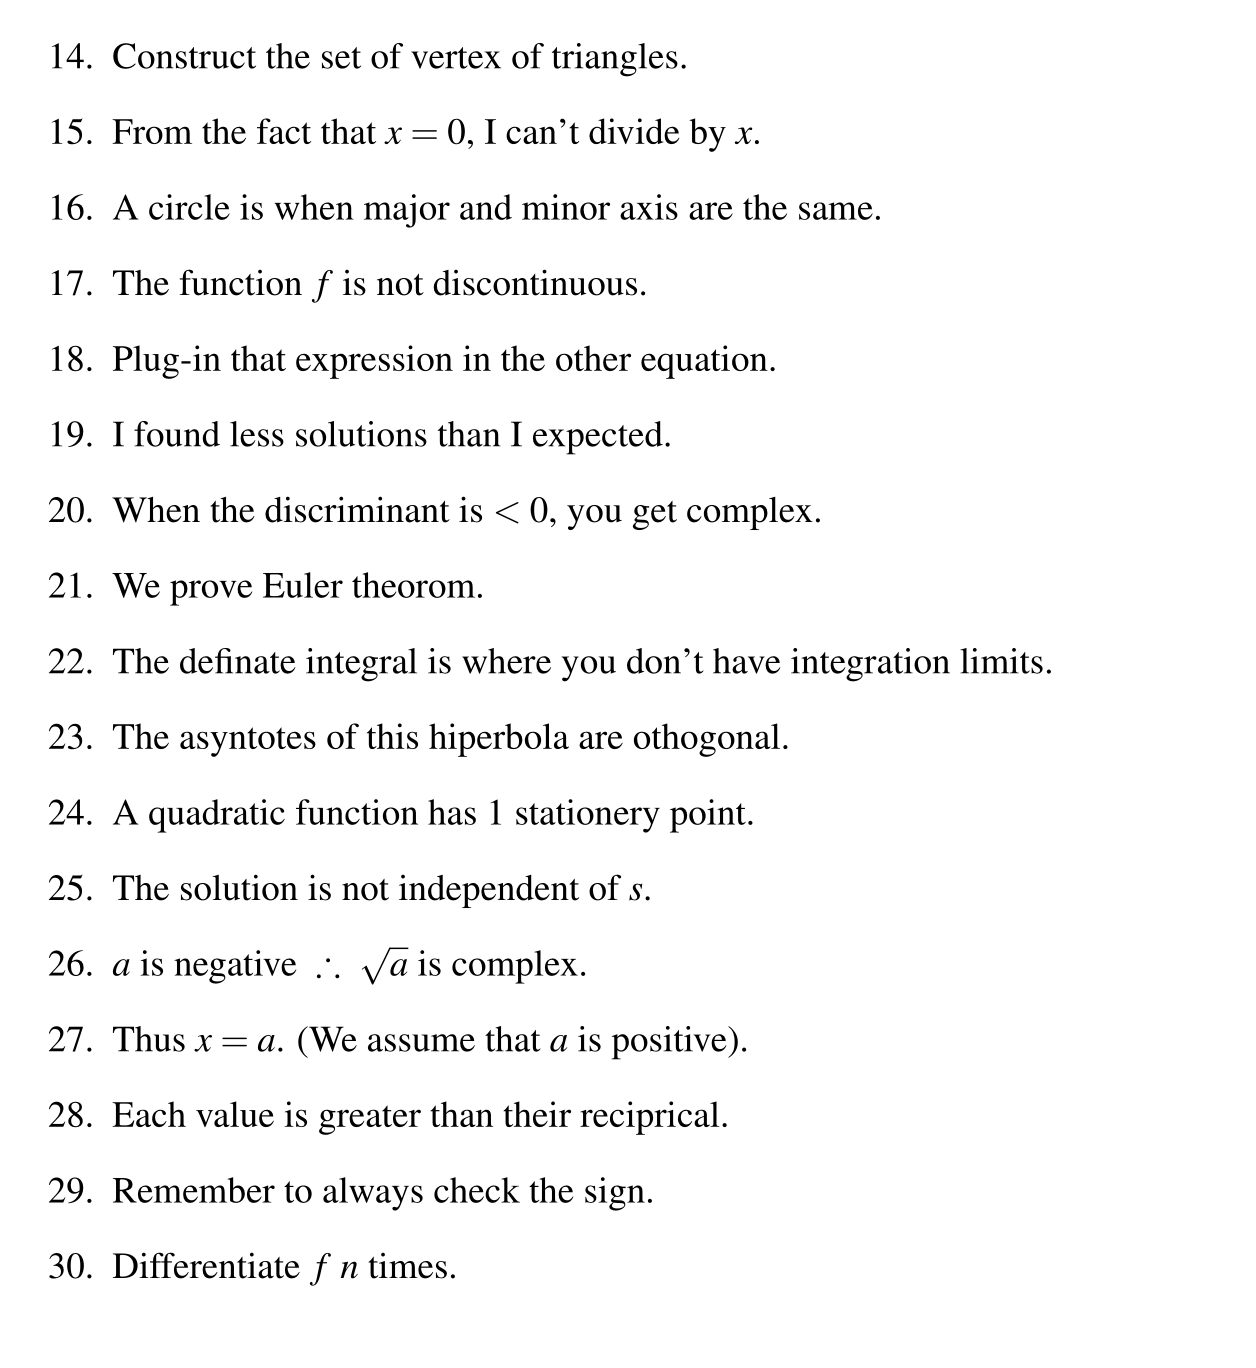 14. Construct the set of vertex of triangles.
15. From the fact that x = 0, I can't divide by x.
16. A circle is when major and minor axis are the same.
17. The function f is not discontinuous.
18. Plug-in that expression in the other equation.
19. I found less solutions than I expected.
20. When the discriminant is < 0, you get complex.
21. We prove Euler theorom.
22. The definate integral is where you don't have integration limits.
23. The asyntotes of this hiperbola are othogonal.
24. A quadratic function has 1 stationery point.
25. The solution is not independent of s.
26. a is negative ∴ √a is complex.
27. Thus x = a. (We assume that a is positive).
28. Each value is greater than their reciprical.
29. Remember to always check the sign.
30. Differentiate f n times.